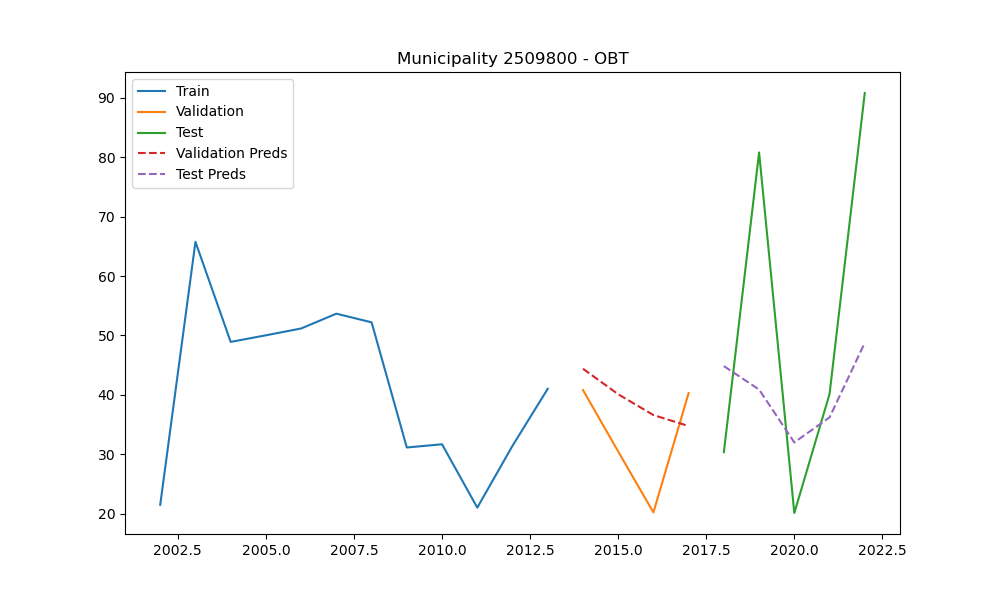 Municipality 2509800 - OBT
Train
Validation
Test
Validation Preds
Test Preds
90
80
70
60
50
40
30
20
2002.5 2005.0 2007.5 2010.0 2012.5 2015.0 2017.5 2020.0 2022.5